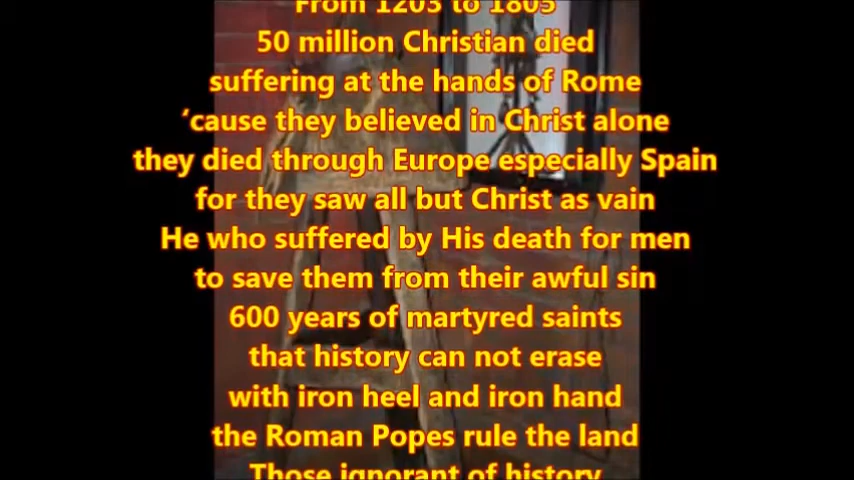 From 1203 to 1805
50 million Christian died
suffering at the hands of Rome
‘cause they believed in Christ alone
they died through Europe especially Spain
for they saw all but Christ as vain
He who suffered by His death for men
to save them from their awful sin
600 years of martyred saints
that history can not erase
with iron heel and iron hand
the Roman Popes rule the land
Those ignorant of history